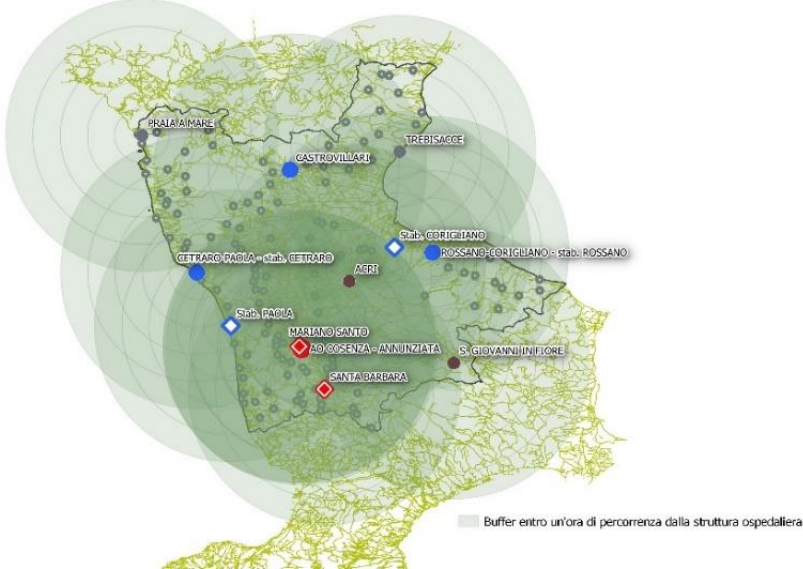 PRAIA A MARE
TREBISACCE
CASTROVILLARI
Stab. CORIGLIANO
ROSSANO-CORIGLIANO - stab. ROSSANO
CETRARO PAOLA - stab. CETRARO
ACRI
Stab. PAOLA
MARIANO SANTO
AO COSENZA - ANNUNZIATA
S. GIOVANNI IN FIORE
SANTA BARBARA
Buffer entro un'ora di percorrenza dalla struttura ospedaliera